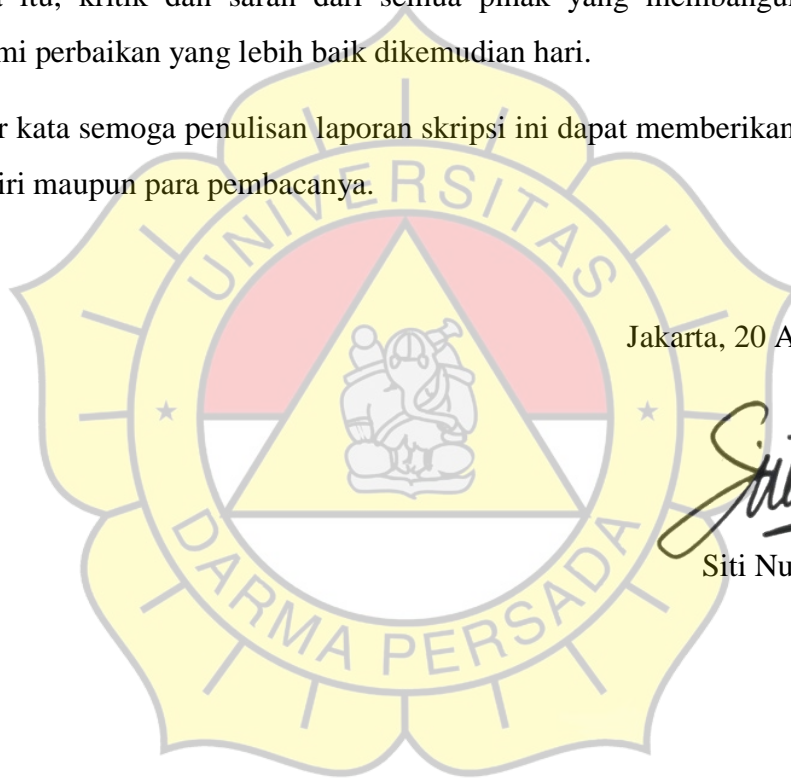 itu, kritik dan saran dari semua pihak yang membangun
mi perbaikan yang lebih baik dikemudian hari.
r kata semoga penulisan laporan skripsi ini dapat memberikan
iri maupun para pembacanya.
UNIVERSITAS
Jakarta, 20 A
Siti Nu
DARMA PERSADA